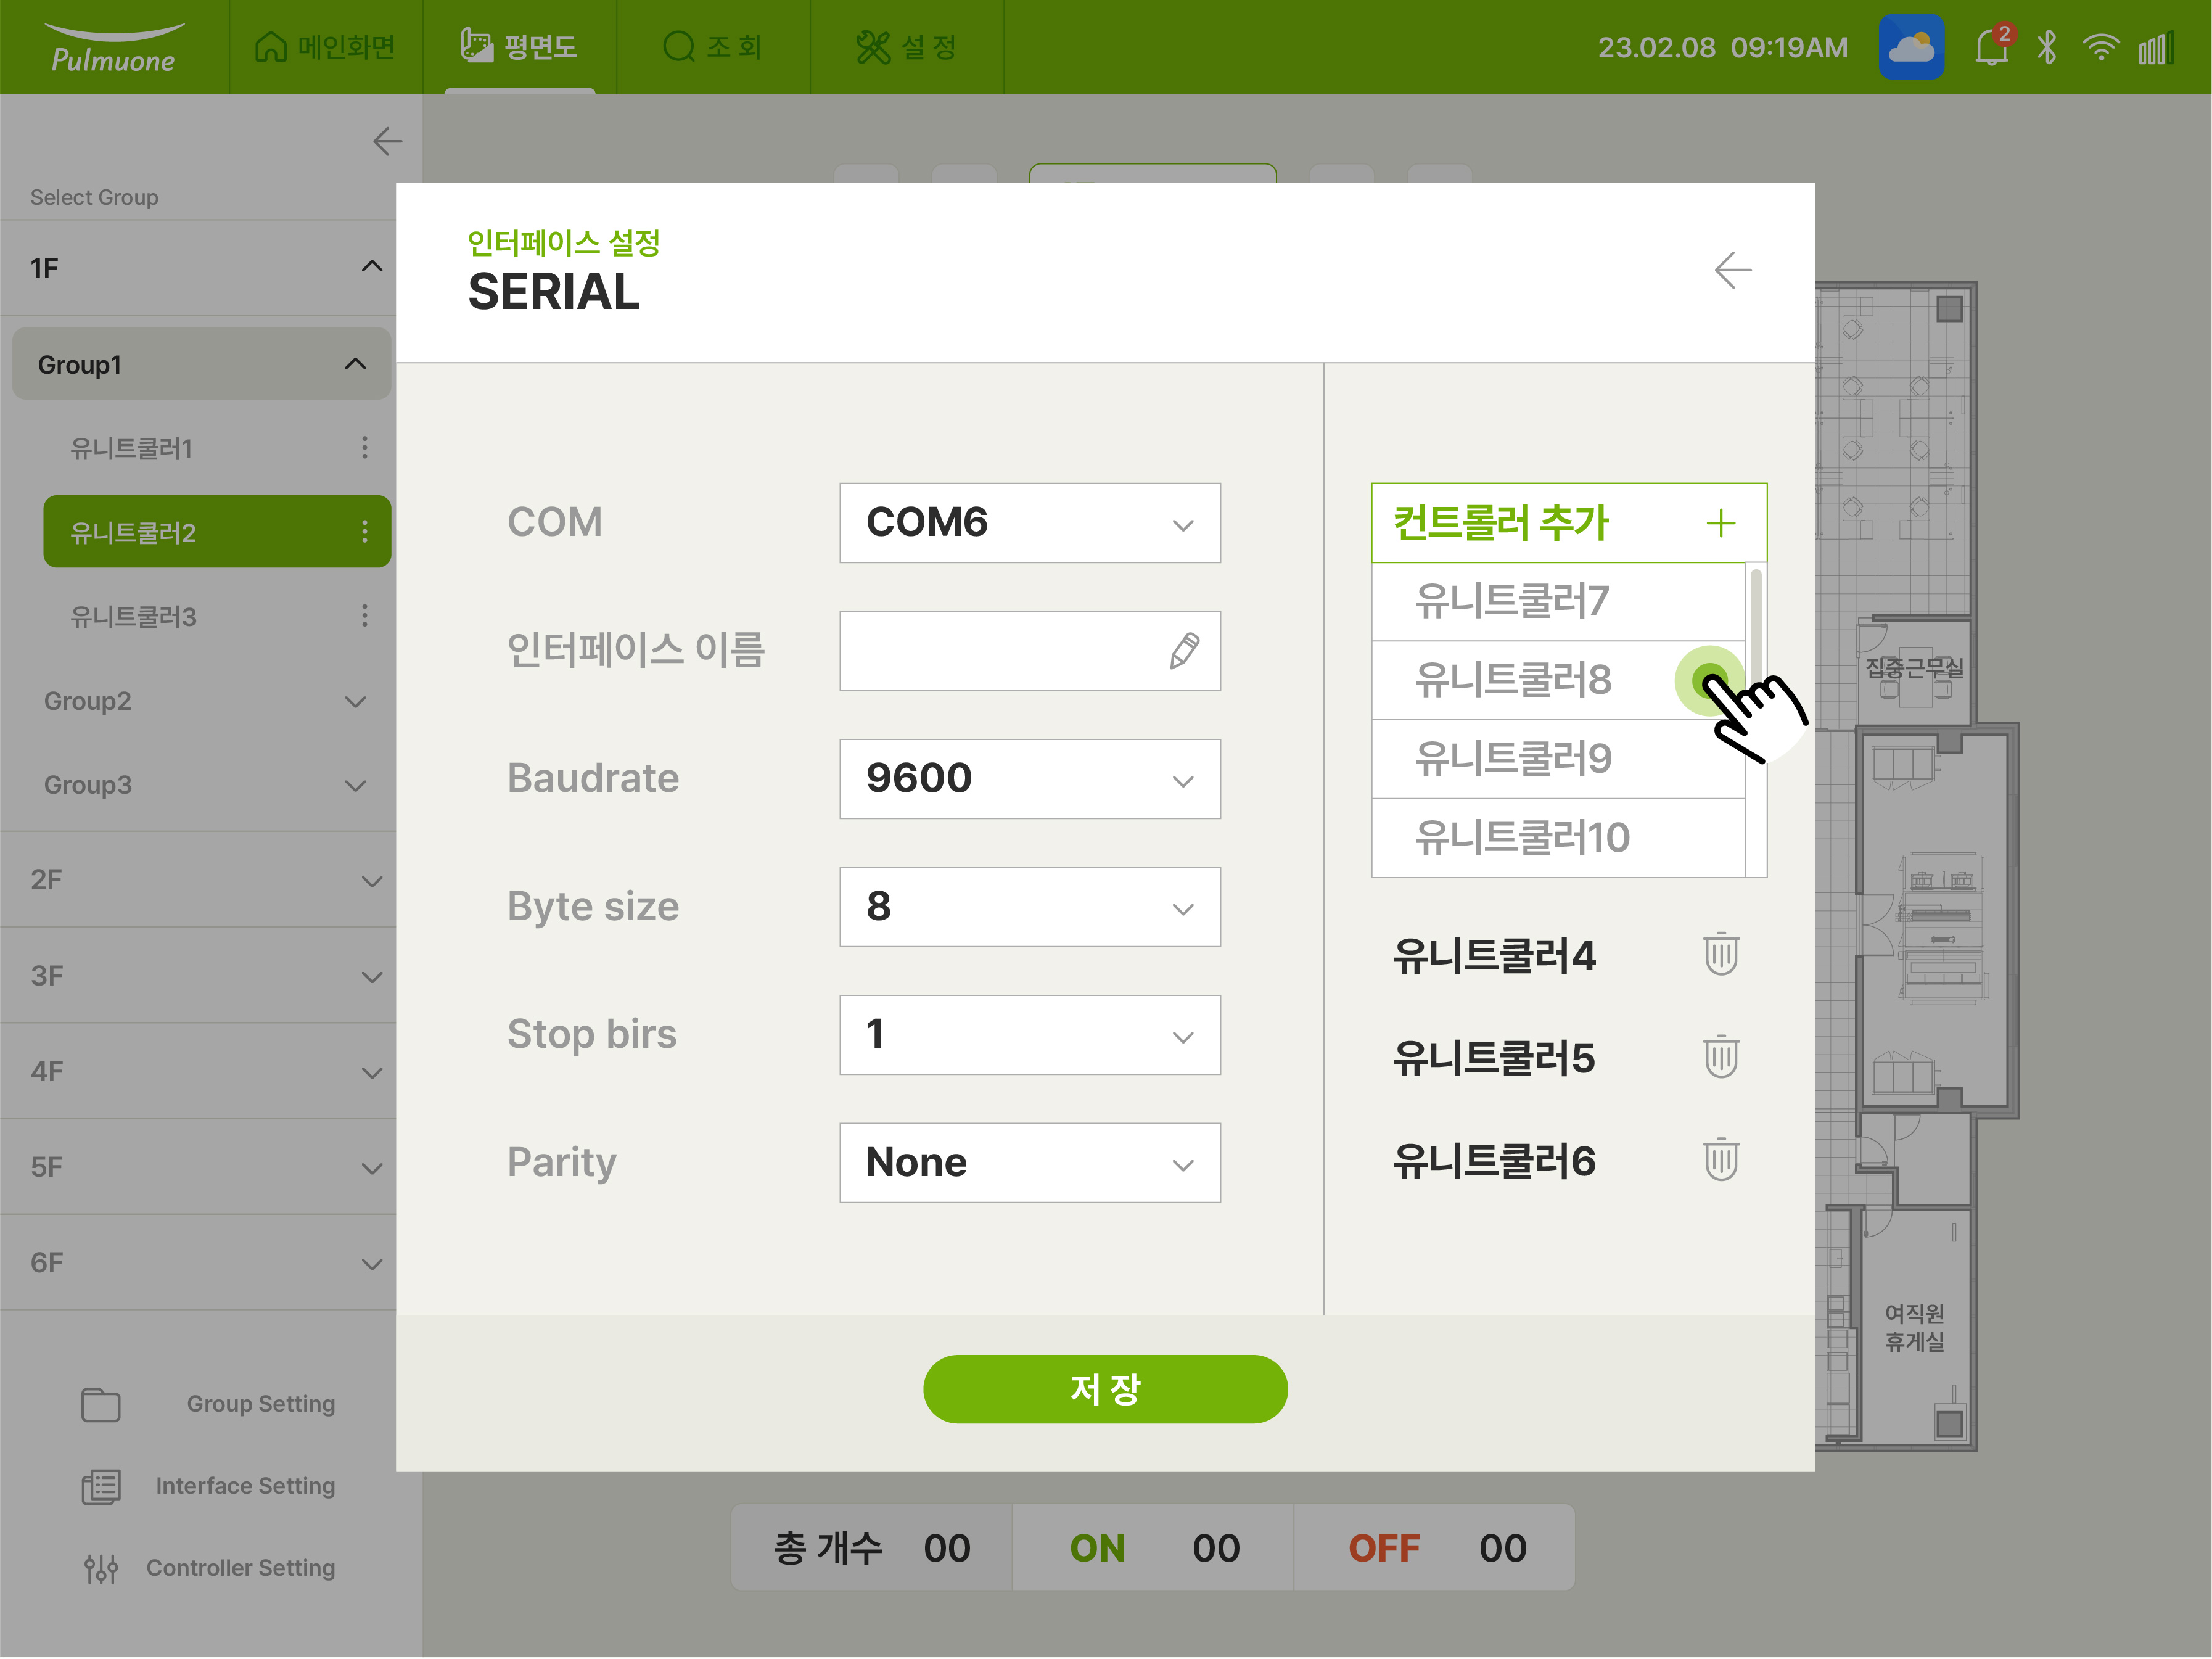 Pulmuone
메인화면
평면도
조 회
설 정
23.02.08 09:19AM
2
Select Group
1F
Group1
유니트쿨러1
유니트쿨러2
유니트쿨러3
Group2
Group3
2F
3F
4F
5F
6F
Group Setting
Interface Setting
Controller Setting
인터페이스 설정
SERIAL
COM
COM6
인터페이스 이름
Baudrate
9600
Byte size
8
Stop birs
1
Parity
None
컨트롤러 추가
유니트쿨러7
유니트쿨러8
유니트쿨러9
유니트쿨러10
유니트쿨러4
유니트쿨러5
유니트쿨러6
저 장
집중근무실
여직원
휴게실
총 개수 00
ON 00
OFF 00